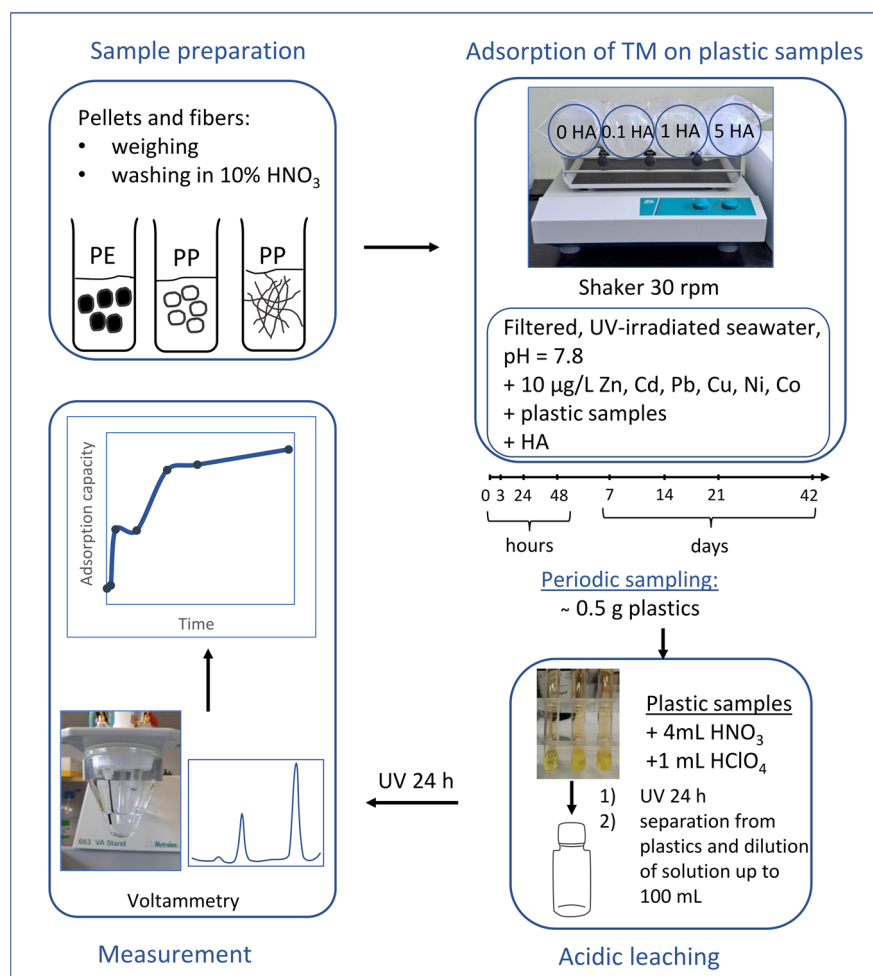 Sample preparation
Pellets and fibers:
• weighing
• washing in 10% HNO₃
PE
PP
PP
Adsorption of TM on plastic samples
0 HA
0.1 HA
1 HA
5 HA
Shaker 30 rpm
Filtered, UV-irradiated seawater,
pH = 7.8
+ 10 µg/L Zn, Cd, Pb, Cu, Ni, Co
+ plastic samples
+ HA
0 3 24 48 7 14 21 42
hours
days
Periodic sampling:
~ 0.5 g plastics
Plastic samples
+ 4mL HNO₃
+1 mL HClO₄
1) UV 24 h
2) separation from
plastics and dilution
of solution up to
100 mL
Acidic leaching
UV 24 h
Adsorption capacity
Time
663 VA Stand
Metrohm
Voltammetry
Measurement